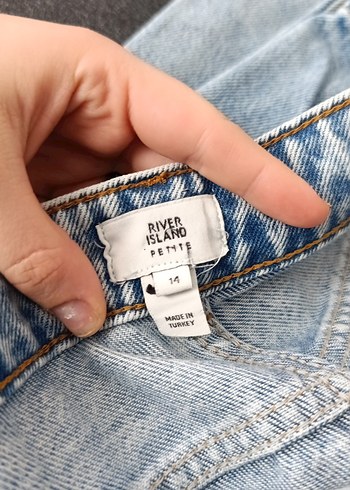 RIVER
ISLAND
PETITE
14
MADE IN
TURKEY